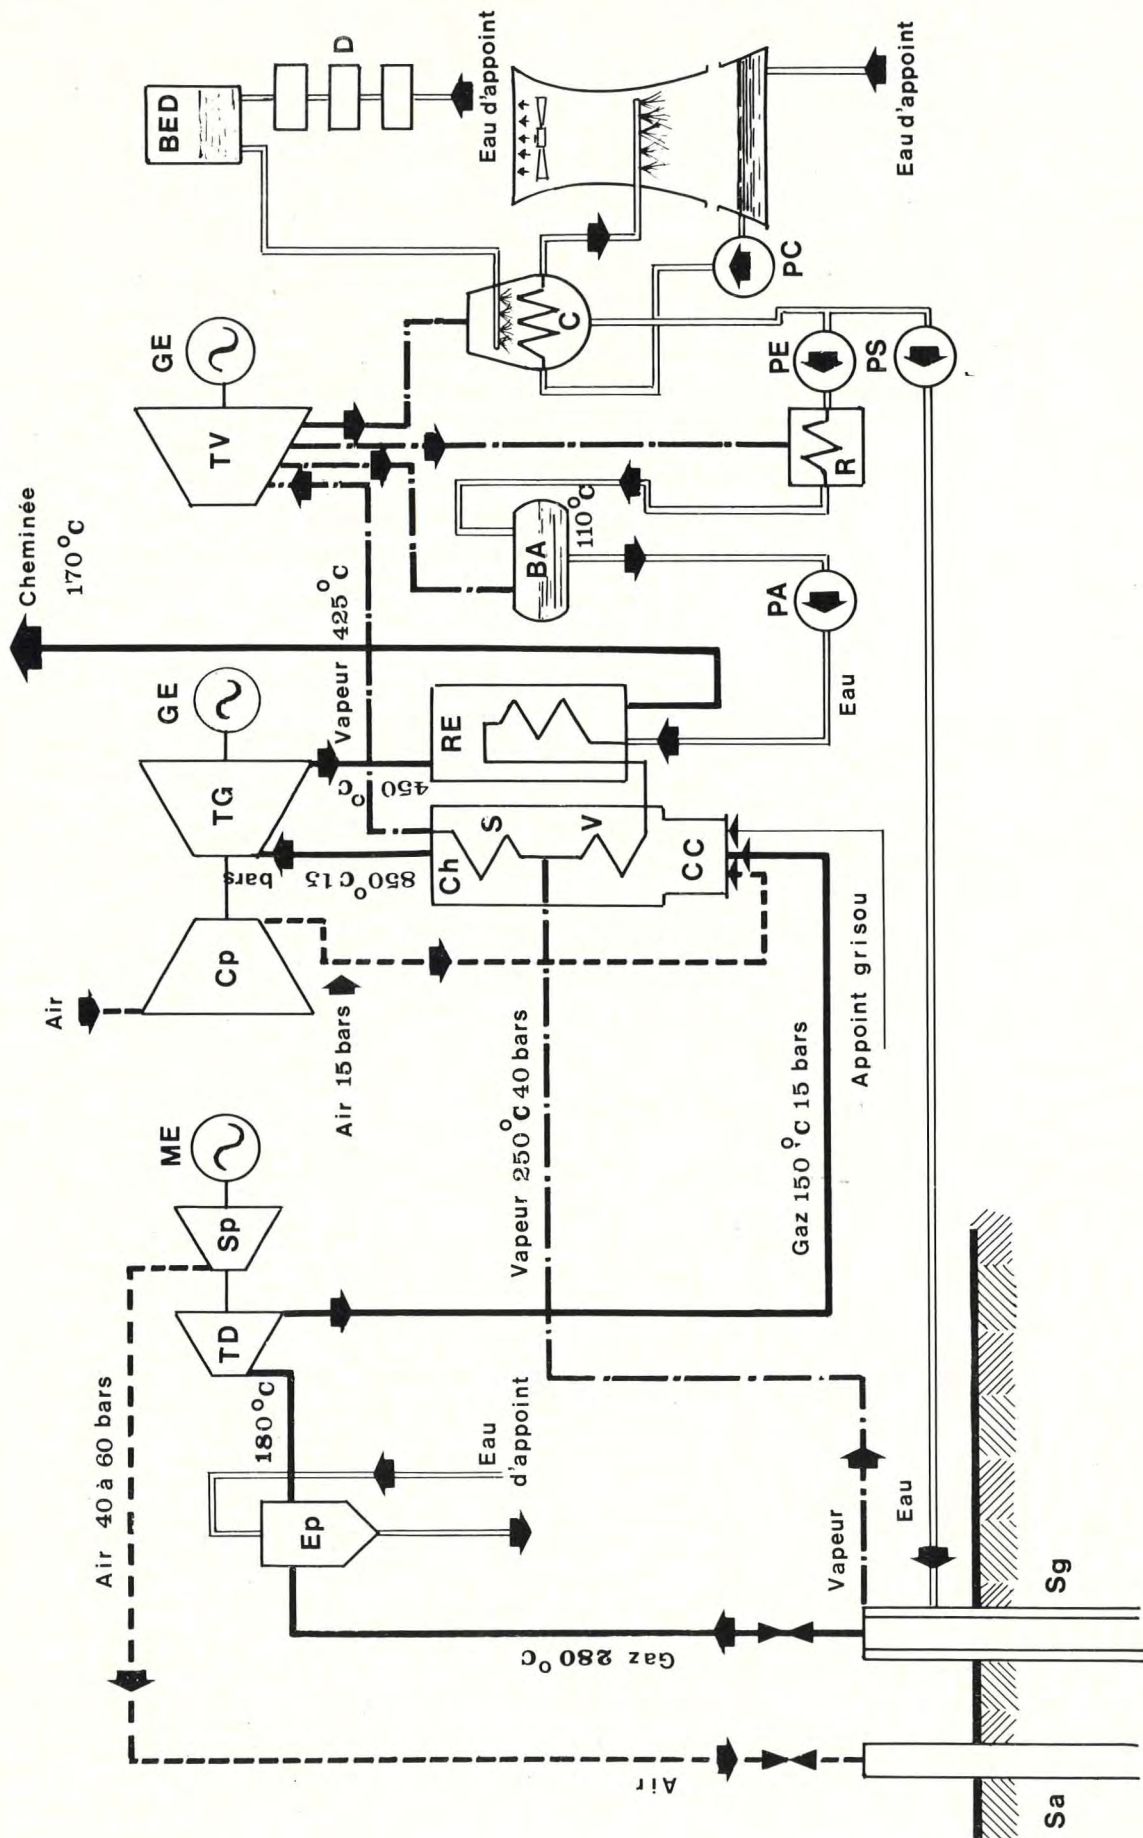 Air 40 à 60 bars
ME
Sp
TD
180°C
Ep
Eau
d'appoint
Gaz 280°C
Air
Sa
Sg
Vapeur
Eau
Air
Cp
Air 15 bars
TG
GE
850°C 15
bars
450
°C
Ch
S
V
CC
RE
Vapeur 250°C 40 bars
Gaz 150°C 15 bars
Appoint grisou
Cheminée
170°C
Vapeur 425°C
TV
GE
BA
110°C
PA
Eau
R
PE
PS
C
PC
BED
D
Eau d'appoint
Eau d'appoint